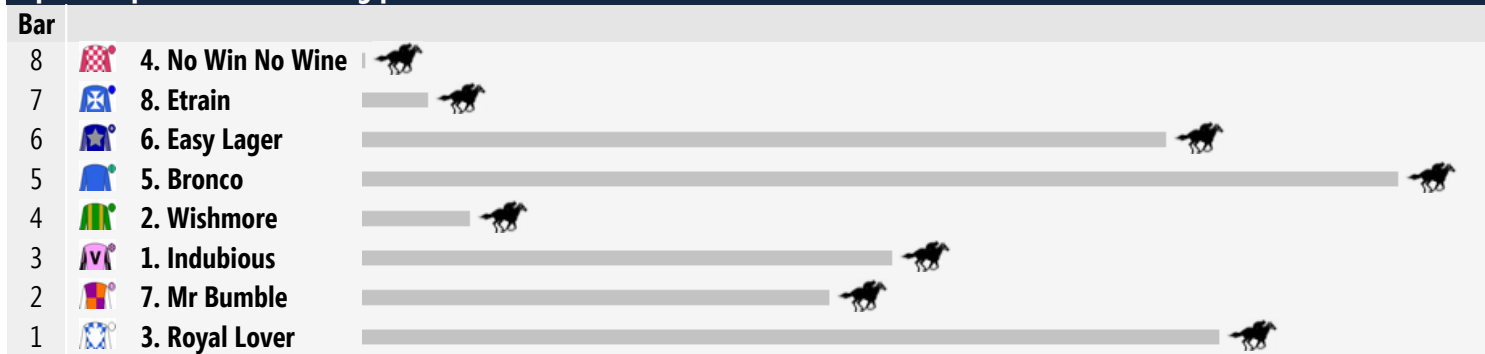 Bar
8 4. No Win No Wine
7 8. Etrain
6 6. Easy Lager
5 5. Bronco
4 2. Wishmore
3 V 1. Indubious
2 7. Mr Bumble
1 3. Royal Lover